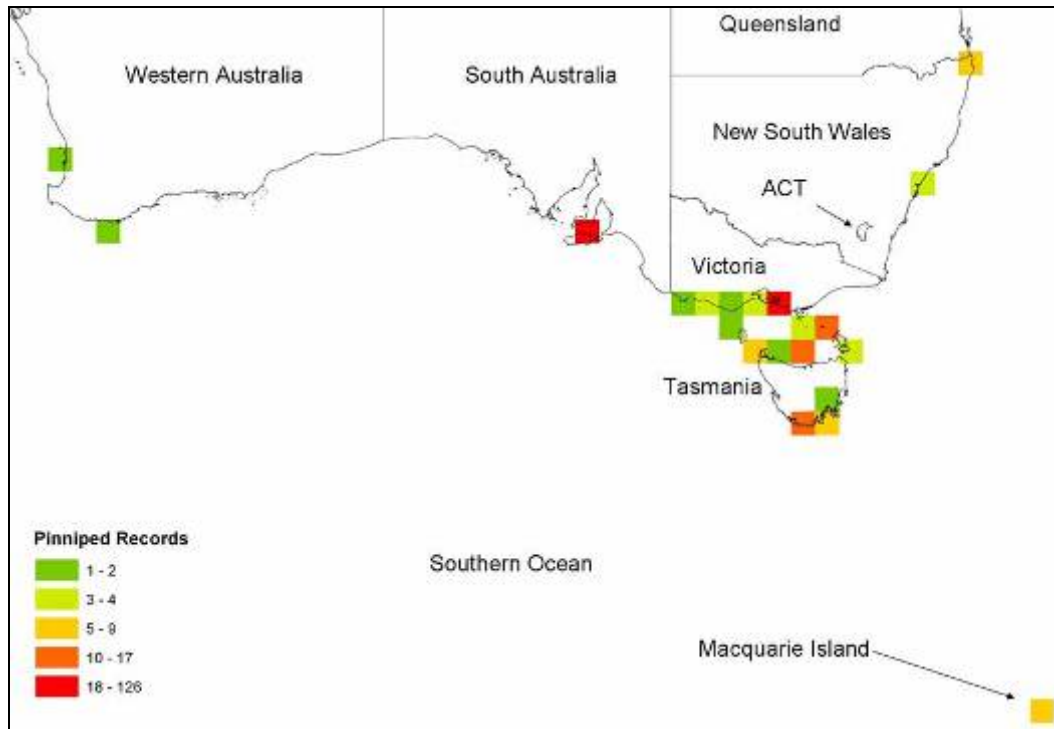 Queensland
Western Australia
South Australia
New South Wales
ACT
Victoria
Tasmania
Pinniped Records
1 - 2
3 - 4
5 - 9
10 - 17
18 - 126
Southern Ocean
Macquarie Island